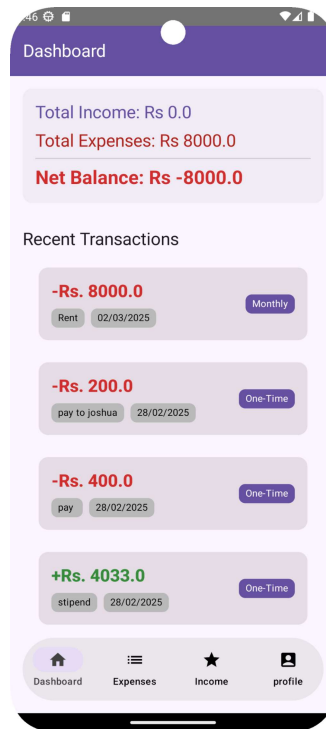 :46
Dashboard
Total Income: Rs 0.0
Total Expenses: Rs 8000.0
Net Balance: Rs -8000.0
Recent Transactions
-Rs. 8000.0
Monthly
Rent 02/03/2025
-Rs. 200.0
One-Time
pay to joshua 28/02/2025
-Rs. 400.0
One-Time
pay 28/02/2025
+Rs. 4033.0
One-Time
stipend 28/02/2025
Dashboard Expenses Income profile